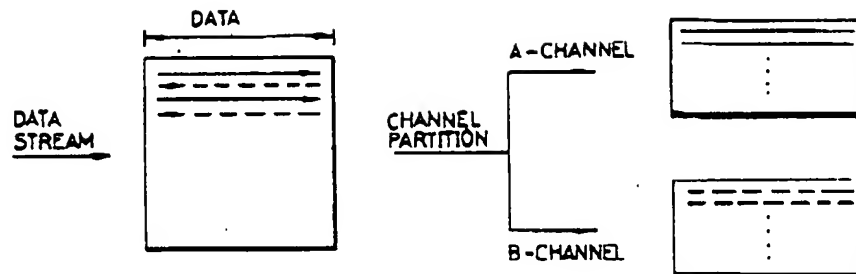 DATA
DATA
STREAM
CHANNEL
PARTITION
A-CHANNEL
B-CHANNEL